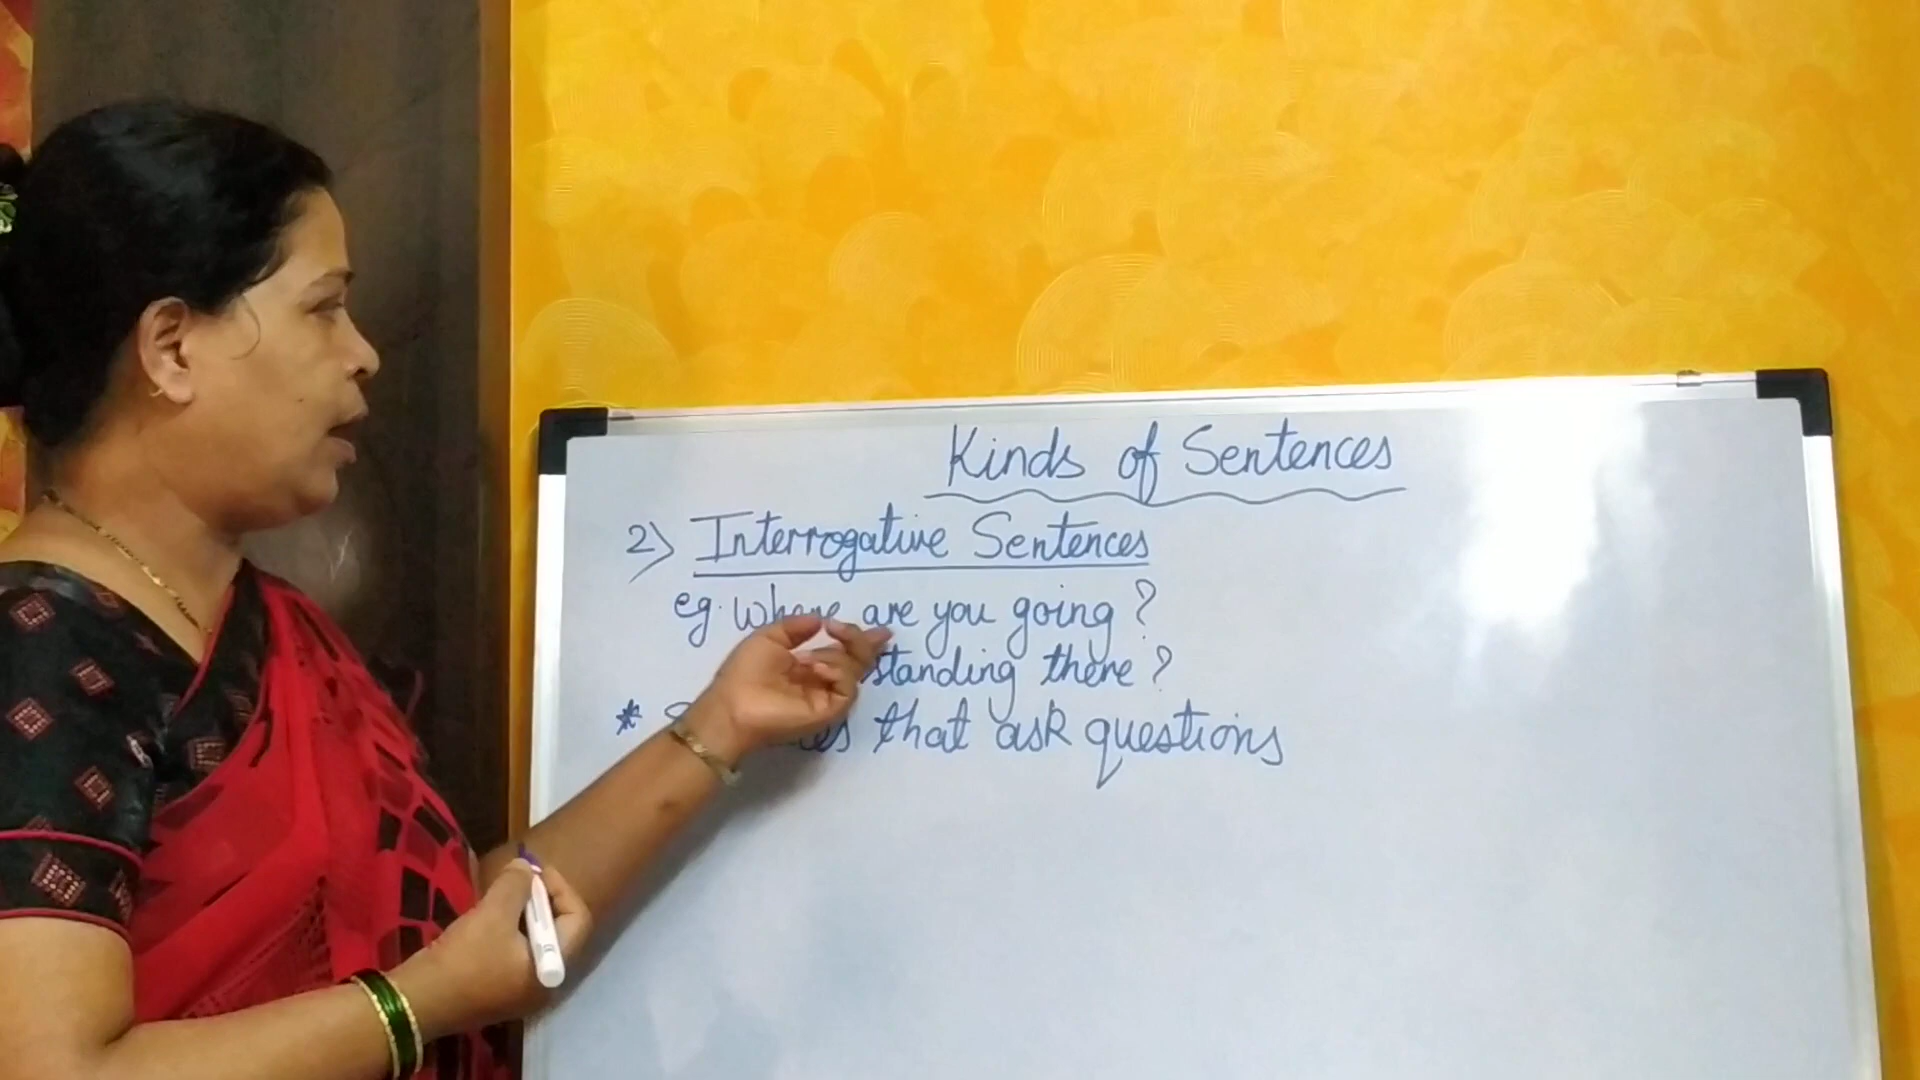 Kinds of Sentences
2) Interrogative Sentences
eg. Where are you going?
standing there?
* that ask questions